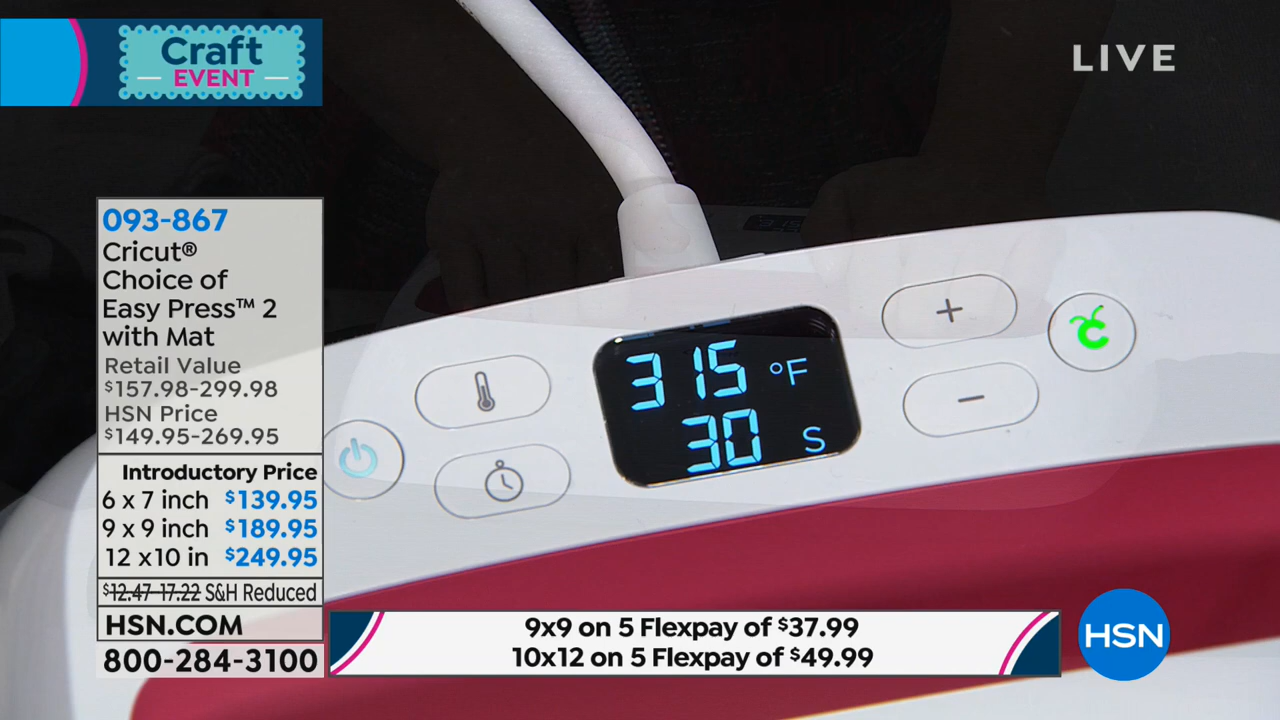 Craft
EVENT
LIVE
093-867
Cricut®
Choice of
Easy Press™ 2
with Mat
Retail Value
$157.98-299.98
HSN Price
$149.95-269.95
Introductory Price
6 x 7 inch $139.95
9 x 9 inch $189.95
12 x10 in $249.95
$12.47-17.22 S&H Reduced
HSN.COM
800-284-3100
315 °F
30 S
9x9 on 5 Flexpay of $37.99
10x12 on 5 Flexpay of $49.99
HSN